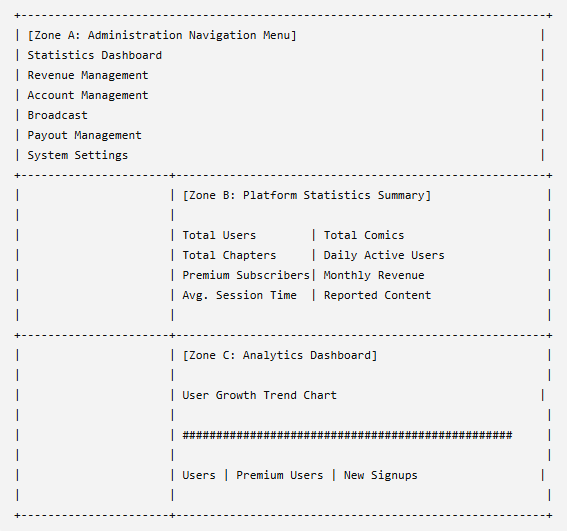 +------------------------------------------------------------------------------+
| [Zone A: Administration Navigation Menu]                                    |
| Statistics Dashboard                                                        |
| Revenue Management                                                          |
| Account Management                                                          |
| Broadcast                                                                   |
| Payout Management                                                           |
| System Settings                                                             |
+----------------------+-------------------------------------------------------+
|                      | [Zone B: Platform Statistics Summary]                 |
|                      |                                                       |
|                      | Total Users        | Total Comics                     |
|                      | Total Chapters     | Daily Active Users               |
|                      | Premium Subscribers| Monthly Revenue                  |
|                      | Avg. Session Time  | Reported Content                 |
|                      |                                                       |
+----------------------+-------------------------------------------------------+
|                      | [Zone C: Analytics Dashboard]                         |
|                      |                                                       |
|                      | User Growth Trend Chart                              |
|                      |                                                       |
|                      | #################################################     |
|                      |                                                       |
|                      | Users | Premium Users | New Signups                  |
|                      |                                                       |
+----------------------+-------------------------------------------------------+